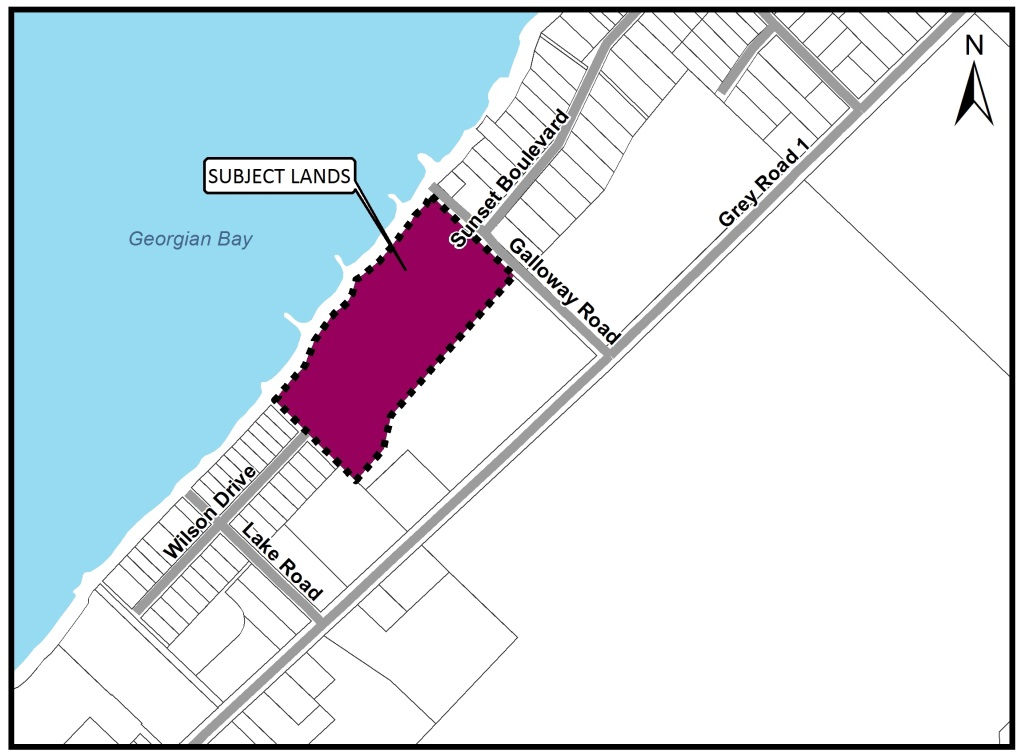 N
SUBJECT LANDS
Georgian Bay
Sunset Boulevard
Grey Road 1
Galloway Road
Wilson Drive
Lake Road